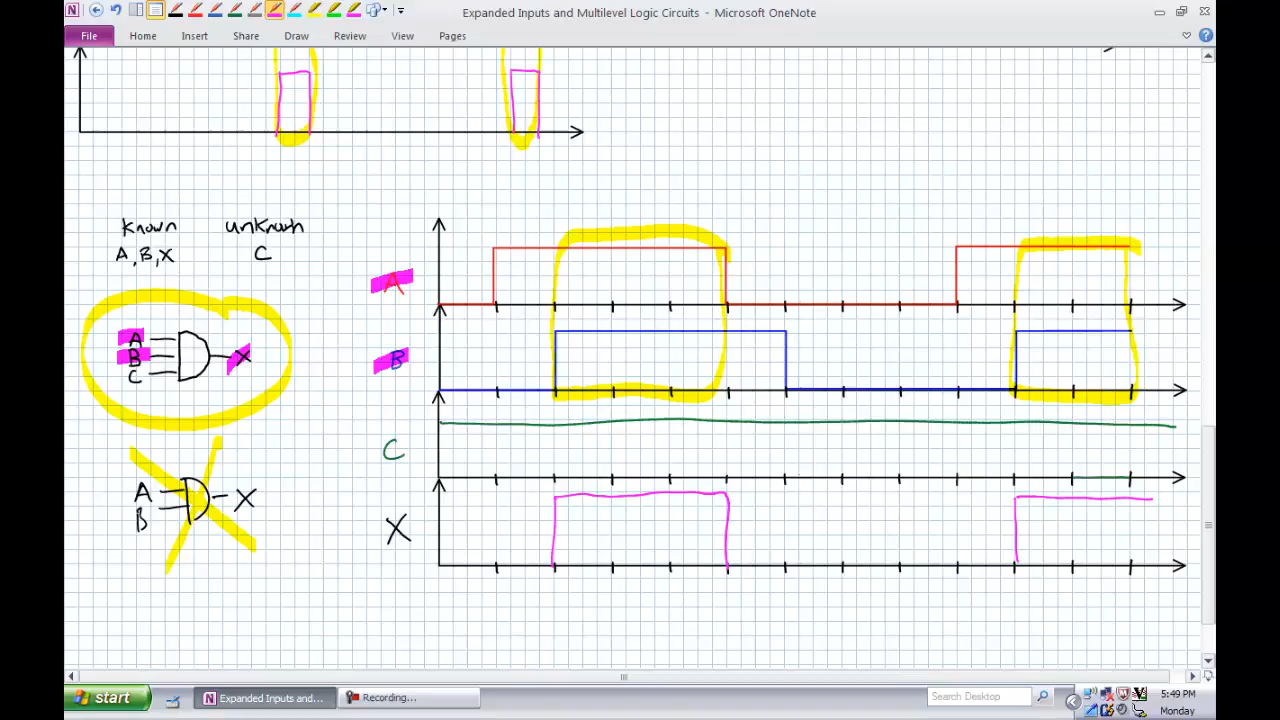 Expanded Inputs and Multilevel Logic Circuits - Microsoft OneNote
File Home Insert Share Draw Review View Pages
known unknown
A, B, X C
A
A
B X
C
B
C
A X
B
X
start Expanded Inputs and... Recording... Search Desktop 5:49 PM
Monday